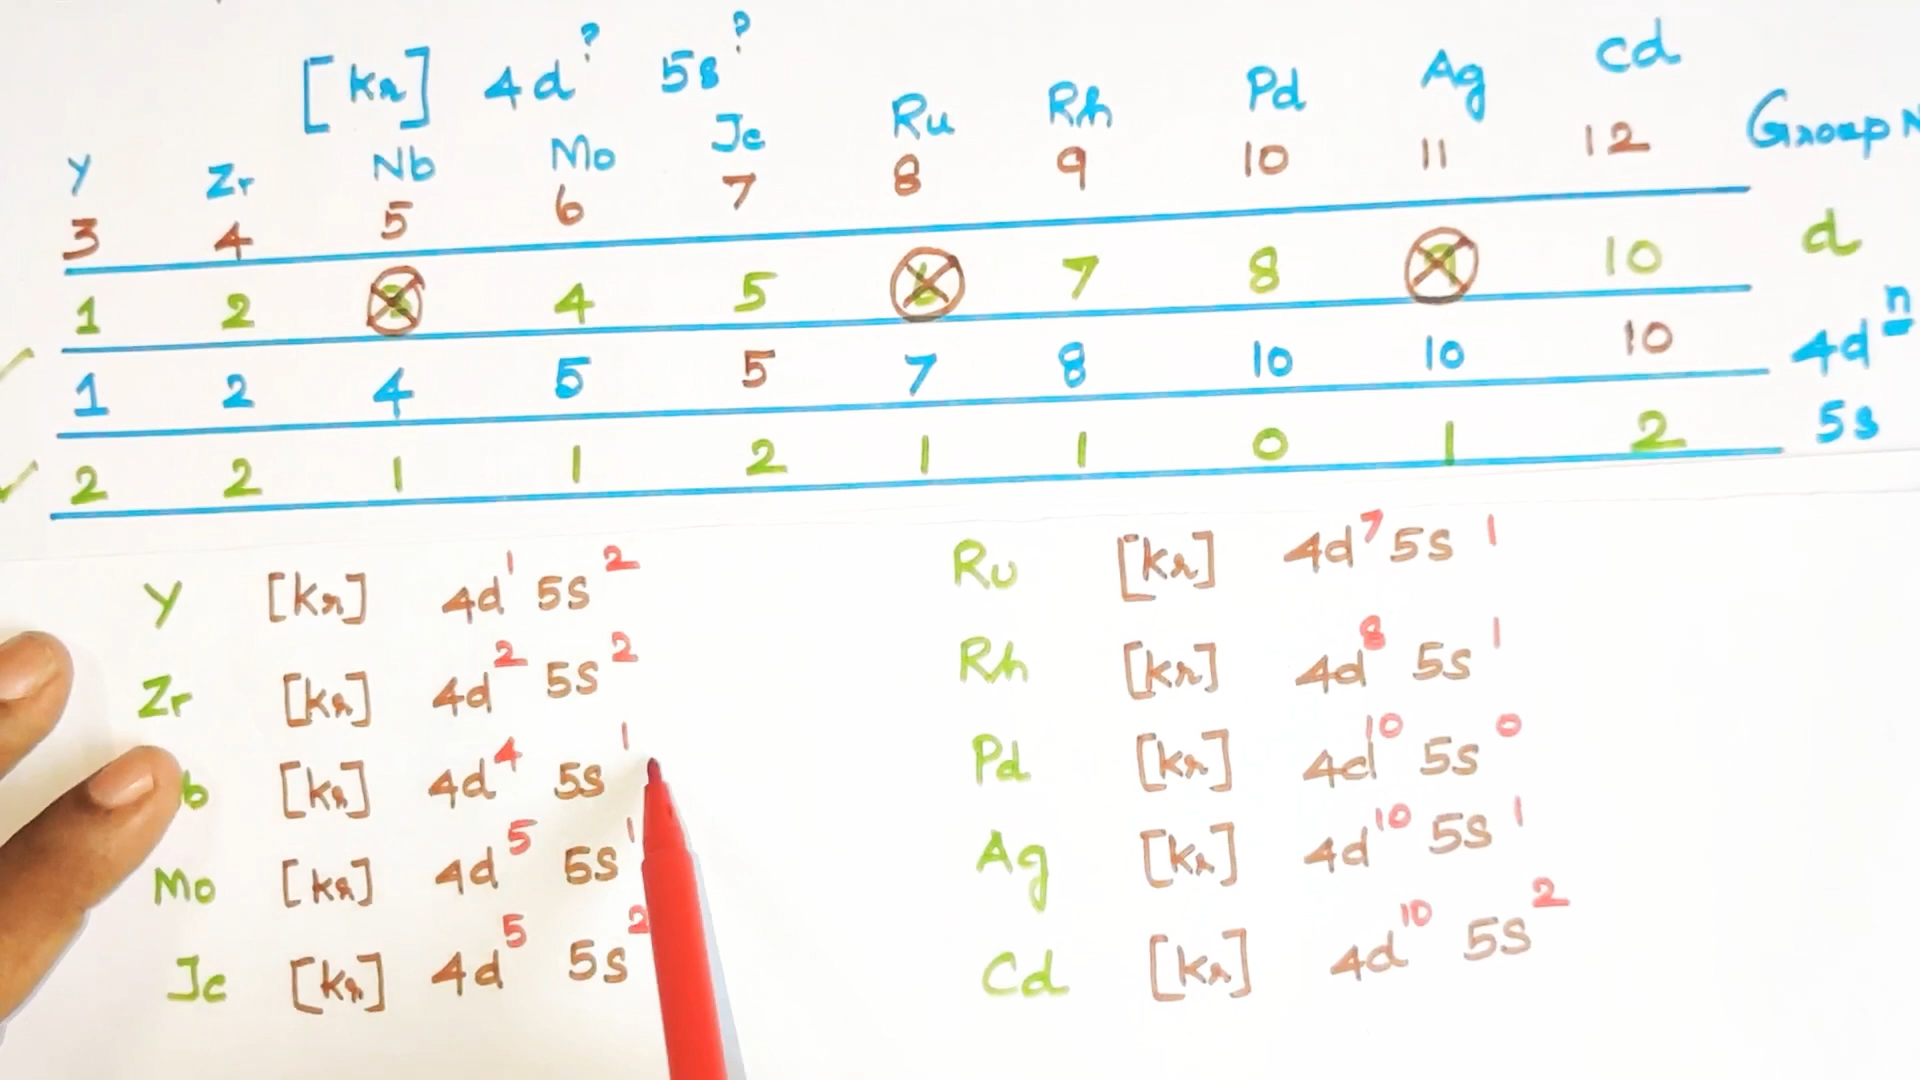 [Kr] 4d? 5s?
Y Zr Nb Mo Tc Ru Rh Pd Ag Cd
3 4 5 6 7 8 9 10 11 12 Group
1 2 4 5 7 8 10 d
1 2 4 5 5 7 8 10 10 10 4dⁿ
2 2 1 1 2 1 1 0 1 2 5s
Y [Kr] 4d¹ 5s²
Zr [Kr] 4d² 5s²
b [Kr] 4d⁴ 5s¹
Mo [Kr] 4d⁵ 5s¹
Tc [Kr] 4d⁵ 5s²
Ru [Kr] 4d⁷ 5s¹
Rh [Kr] 4d⁸ 5s¹
Pd [Kr] 4d¹⁰ 5s⁰
Ag [Kr] 4d¹⁰ 5s¹
Cd [Kr] 4d¹⁰ 5s²